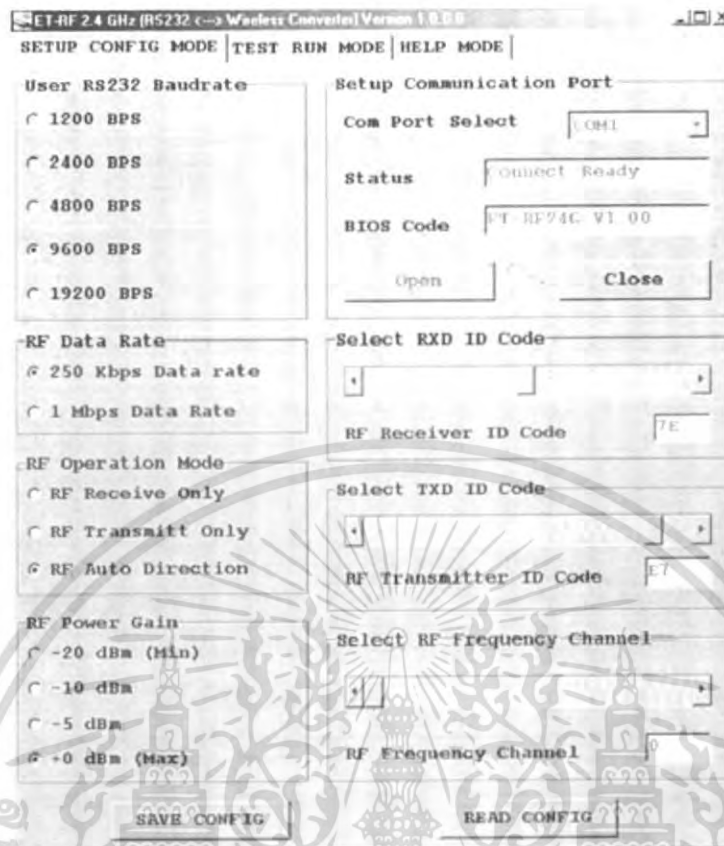 ET-RF 2.4 GHz (RS232 <--> Wireless Converter) Version 1.0.0.0
SETUP CONFIG MODE
TEST RUN MODE
HELP MODE
User RS232 Baudrate
1200 BPS
2400 BPS
4800 BPS
9600 BPS
19200 BPS
RF Data Rate
250 Kbps Data rate
1 Mbps Data Rate
RF Operation Mode
RF Receive Only
RF Transmitt Only
RF Auto Direction
RF Power Gain
-20 dBm (Min)
-10 dBm
-5 dBm
+0 dBm (Max)
SAVE CONFIG
Setup Communication Port
Com Port Select
COM1
Status
Connect Ready
BIOS Code
ET-RF24G V1.00
Open
Close
Select RXD ID Code
RF Receiver ID Code
7E
Select TXD ID Code
RF Transmitter ID Code
E7
Select RF Frequency Channel
RF Frequency Channel
0
READ CONFIG